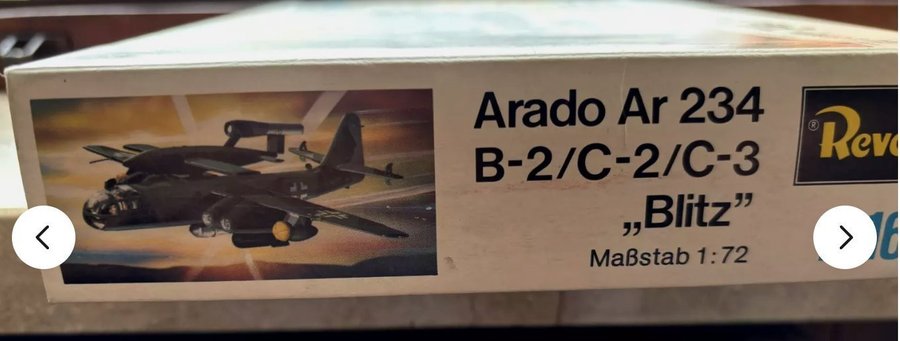 Arado Ar 234
B-2/C-2/C-3
„Blitz”
Maßstab 1:72
®